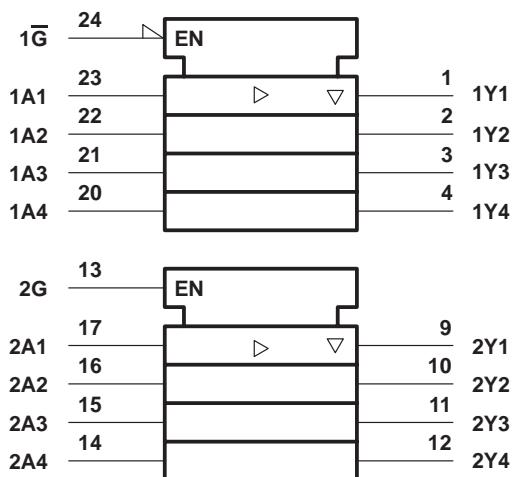 24
1G̅ EN
23 1
1A1 1Y1
22 2
1A2 1Y2
21 3
1A3 1Y3
20 4
1A4 1Y4
13
2G EN
17 9
2A1 2Y1
16 10
2A2 2Y2
15 11
2A3 2Y3
14 12
2A4 2Y4